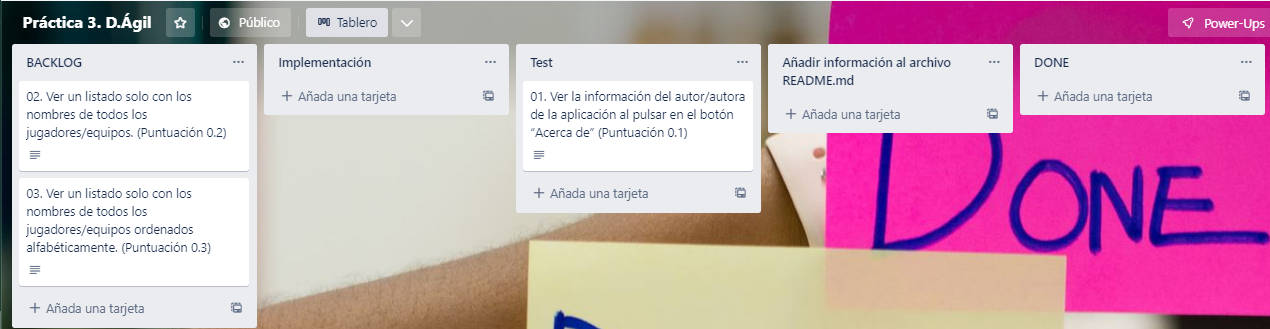 Práctica 3. D.Ágil
Público
Tablero
Power-Ups
BACKLOG
02. Ver un listado solo con los
nombres de todos los
jugadores/equipos. (Puntuación 0.2)
03. Ver un listado solo con los
nombres de todos los
jugadores/equipos ordenados
alfabéticamente. (Puntuación 0.3)
+ Añada una tarjeta
Implementación
+ Añada una tarjeta
Test
01. Ver la información del autor/autora
de la aplicación al pulsar en el botón
“Acerca de” (Puntuación 0.1)
+ Añada una tarjeta
Añadir información al archivo
README.md
+ Añada una tarjeta
DONE
+ Añada una tarjeta
DONE